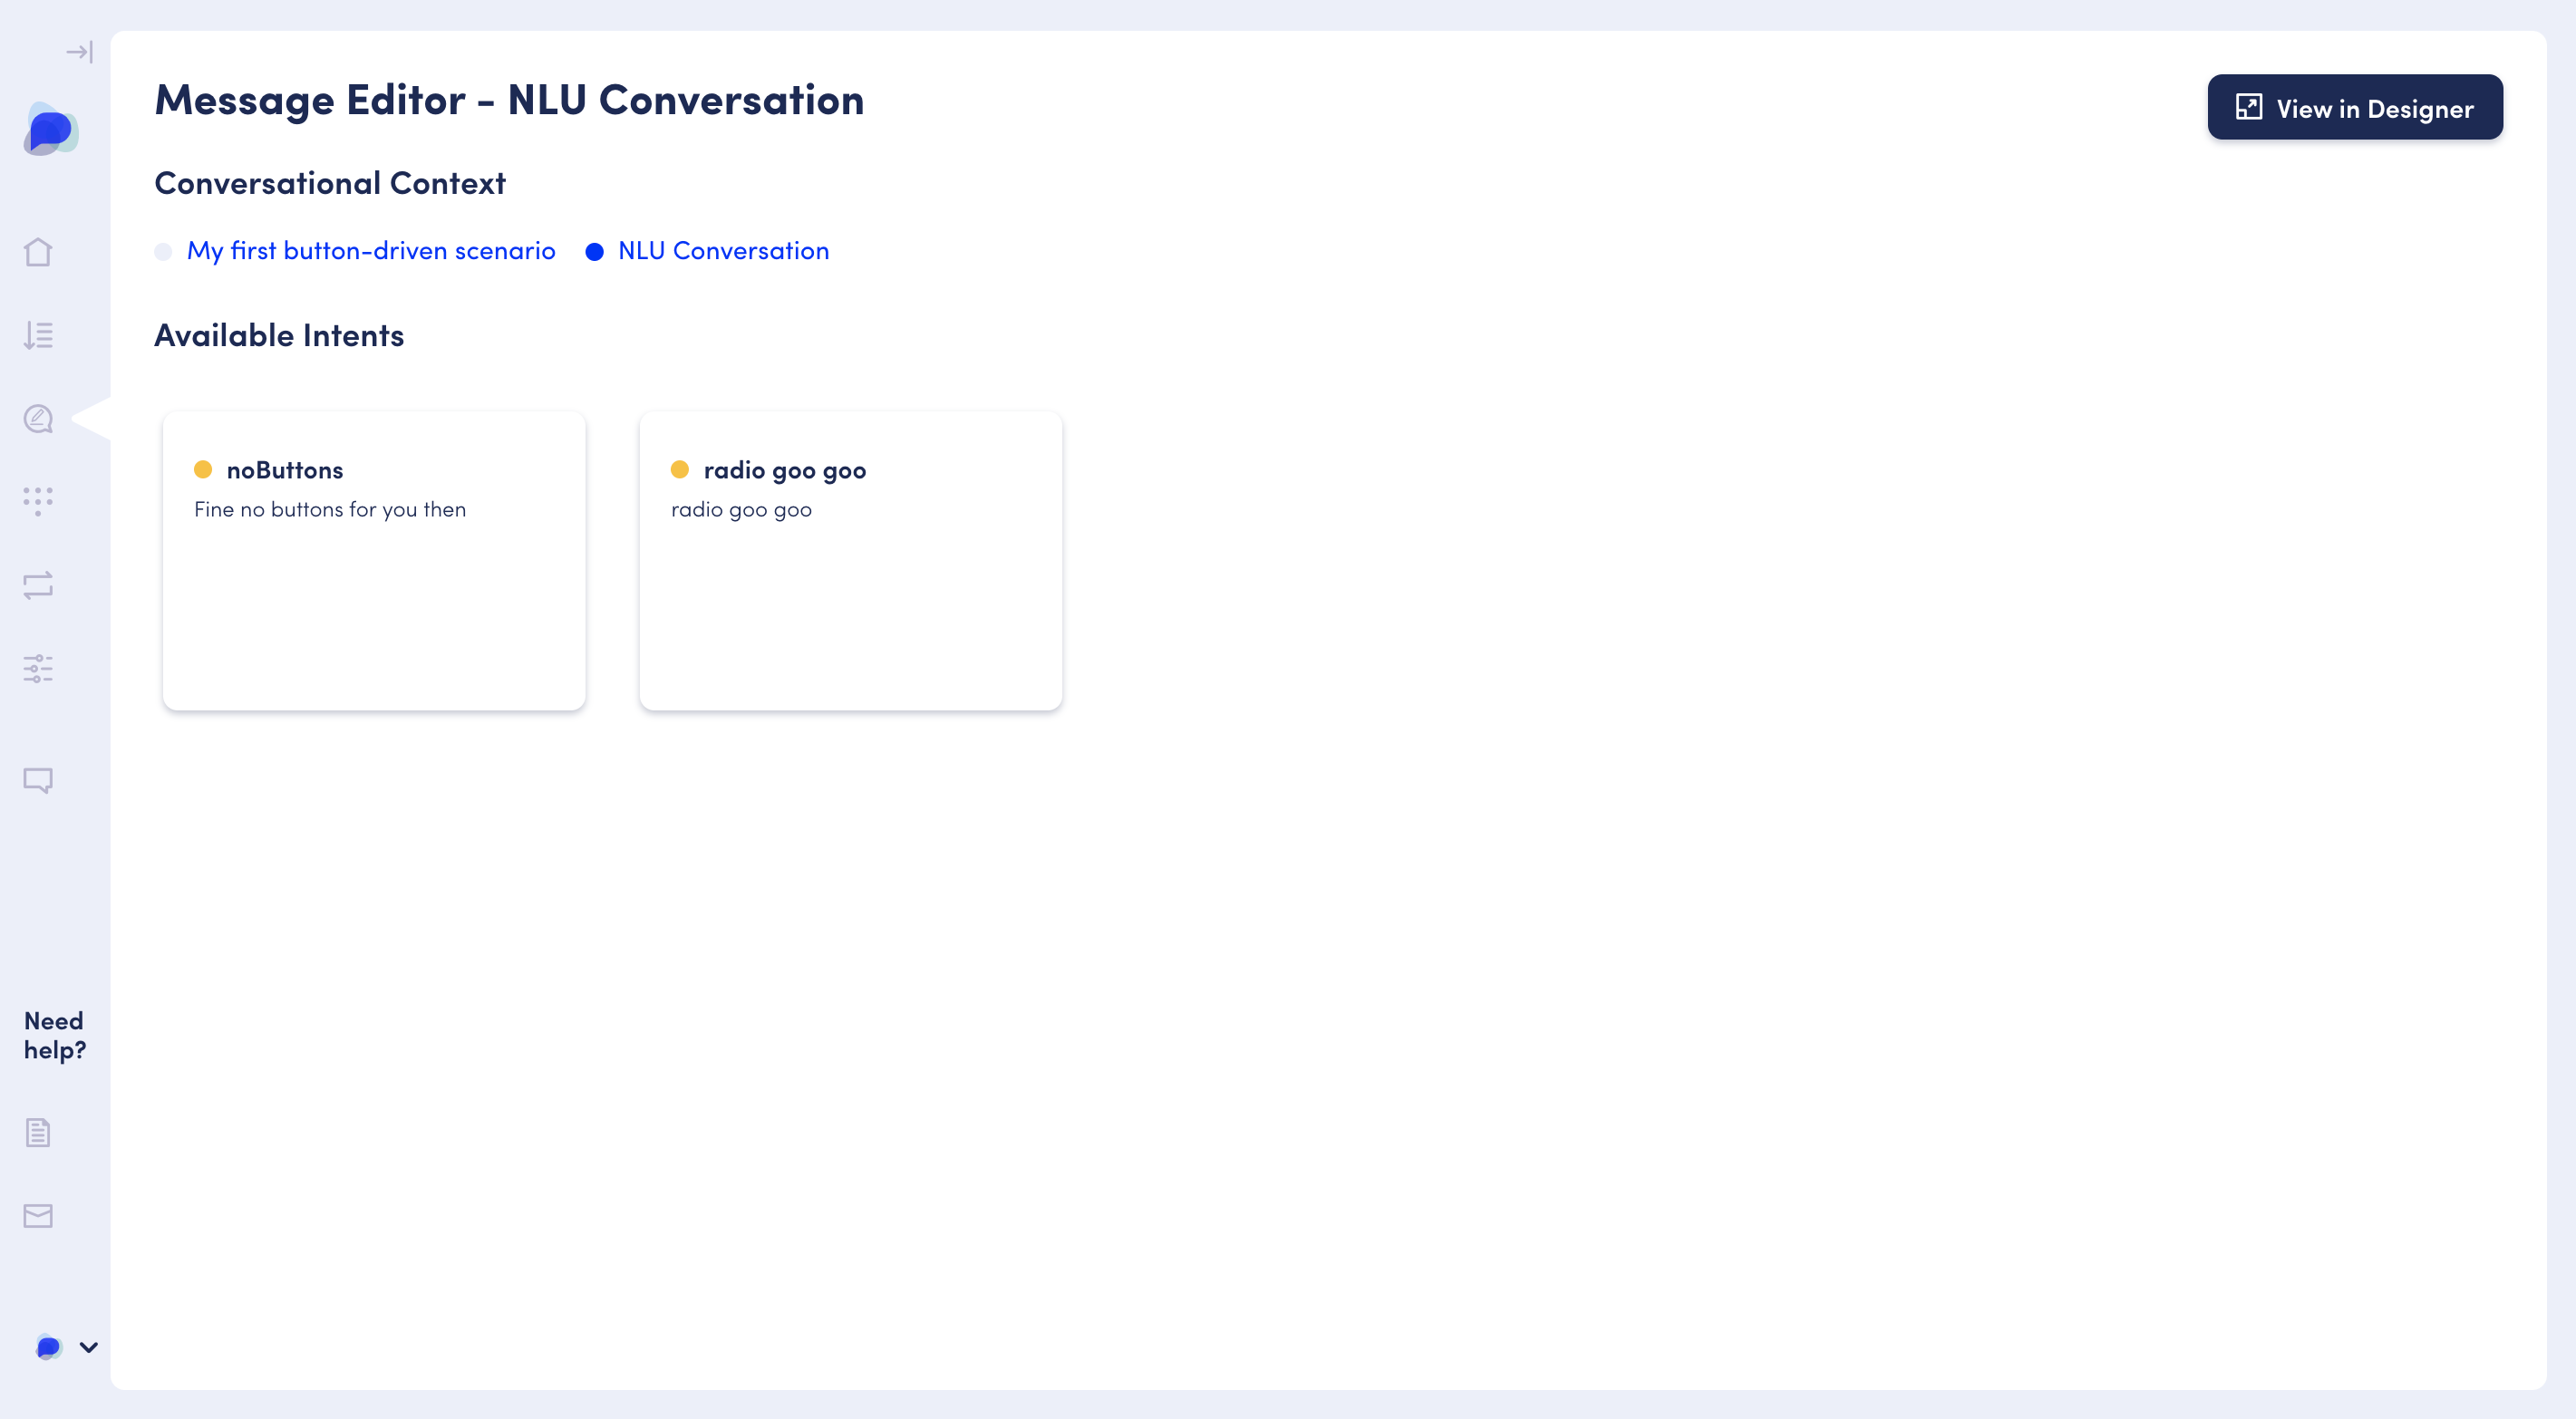 Message Editor - NLU Conversation
View in Designer
Conversational Context
My first button-driven scenario NLU Conversation
Available Intents
noButtons
Fine no buttons for you then
radio goo goo
radio goo goo
Need
help?